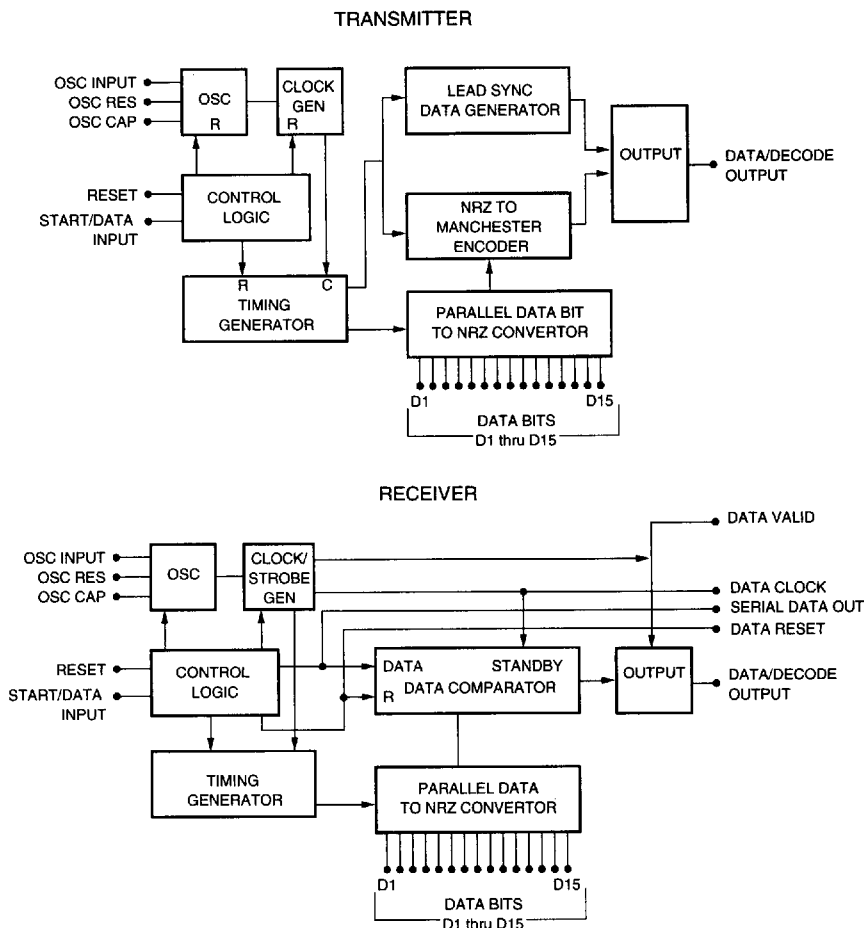 TRANSMITTER
OSC INPUT
OSC RES
OSC CAP
OSC
R
CLOCK
GEN
R
LEAD SYNC
DATA GENERATOR
OUTPUT
DATA/DECODE
OUTPUT
RESET
START/DATA
INPUT
CONTROL
LOGIC
NRZ TO
MANCHESTER
ENCODER
R
C
TIMING
GENERATOR
PARALLEL DATA BIT
TO NRZ CONVERTOR
D1
D15
DATA BITS
D1 thru D15
RECEIVER
DATA VALID
OSC INPUT
OSC RES
OSC CAP
OSC
CLOCK/
STROBE
GEN
DATA CLOCK
SERIAL DATA OUT
DATA RESET
RESET
START/DATA
INPUT
CONTROL
LOGIC
DATA
STANDBY
R
DATA COMPARATOR
OUTPUT
DATA/DECODE
OUTPUT
TIMING
GENERATOR
PARALLEL DATA
TO NRZ CONVERTOR
D1
D15
DATA BITS
D1 thru D15